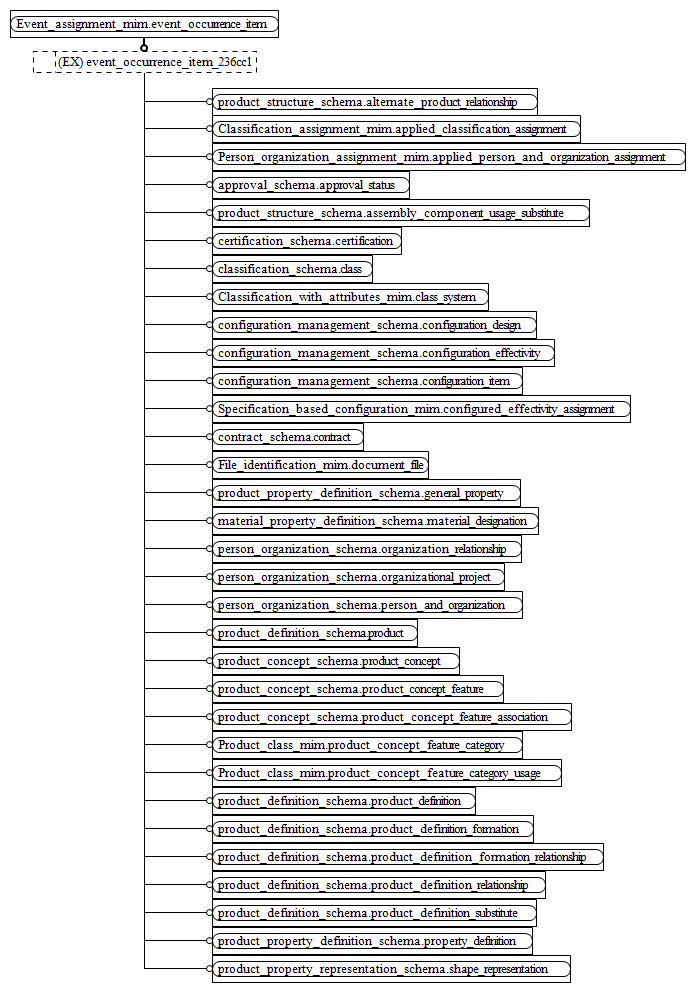 Event_assignment_mim.event_occurrence_item
(EX) event_occurrence_item_236cc1
product_structure_schema.alternate_product_relationship
Classification_assignment_mim.applied_classification_assignment
Person_organization_assignment_mim.applied_person_and_organization_assignment
approval_schema.approval_status
product_structure_schema.assembly_component_usage_substitute
certification_schema.certification
classification_schema.class
Classification_with_attributes_mim.class_system
configuration_management_schema.configuration_design
configuration_management_schema.configuration_effectivity
configuration_management_schema.configuration_item
Specification_based_configuration_mim.configured_effectivity_assignment
contract_schema.contract
File_identification_mim.document_file
product_property_definition_schema.general_property
material_property_definition_schema.material_designation
person_organization_schema.organization_relationship
person_organization_schema.organizational_project
person_organization_schema.person_and_organization
product_definition_schema.product
product_concept_schema.product_concept
product_concept_schema.product_concept_feature
product_concept_schema.product_concept_feature_association
Product_class_mim.product_concept_feature_category
Product_class_mim.product_concept_feature_category_usage
product_definition_schema.product_definition
product_definition_schema.product_definition_formation
product_definition_schema.product_definition_formation_relationship
product_definition_schema.product_definition_relationship
product_definition_schema.product_definition_substitute
product_property_definition_schema.property_definition
product_property_representation_schema.shape_representation